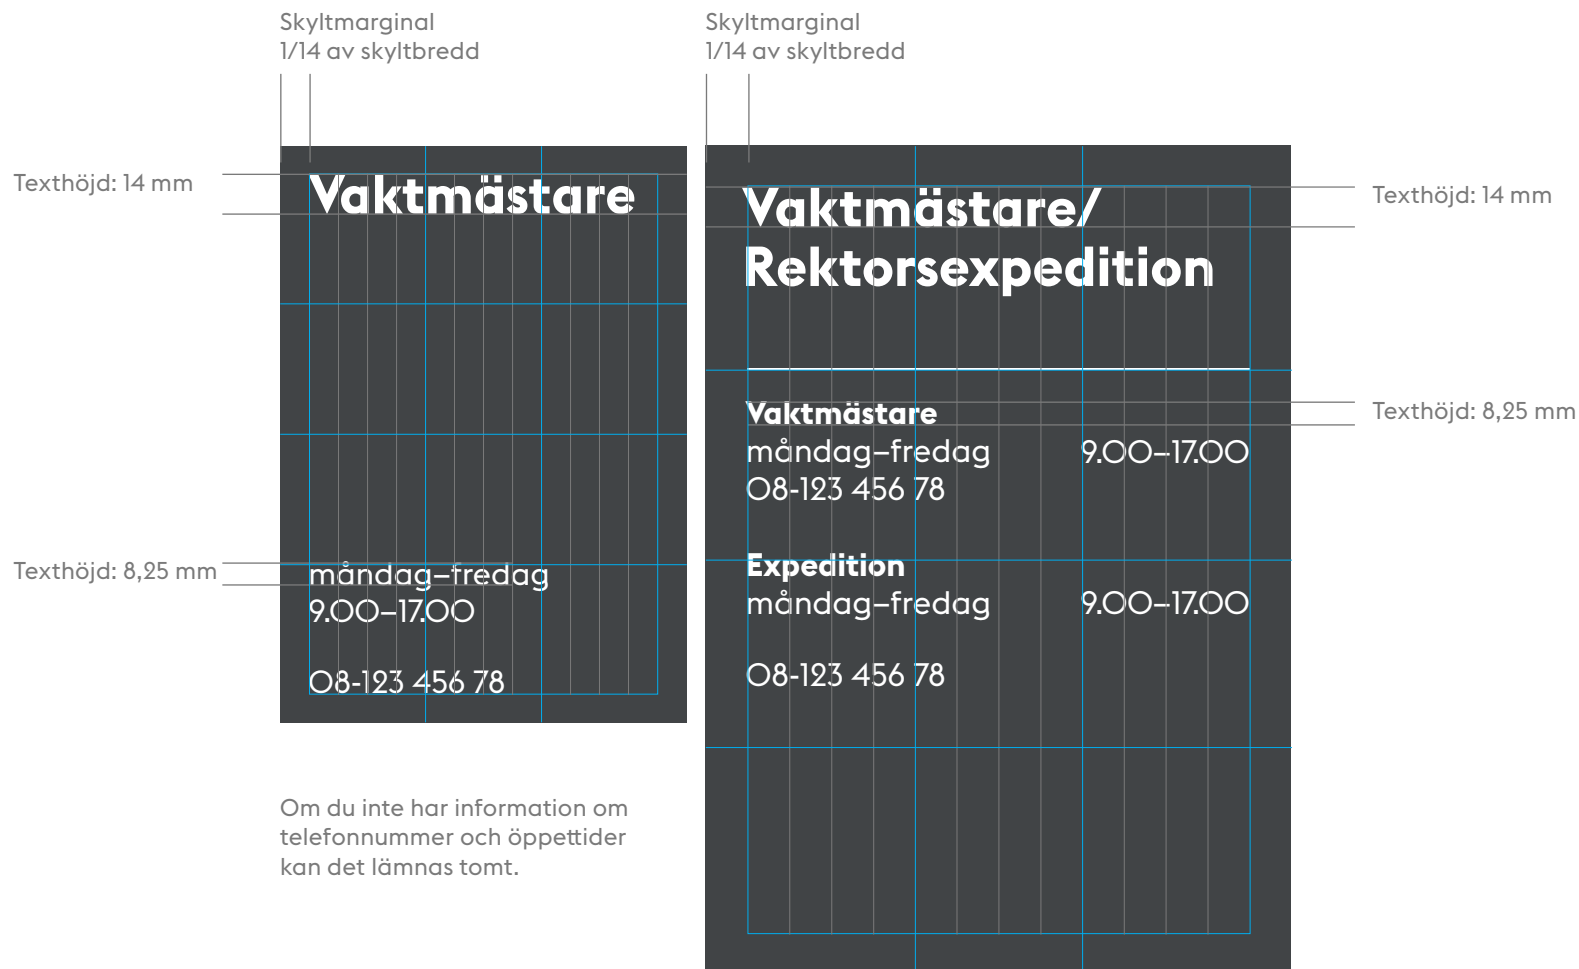 Skyltmarginal
1/14 av skyltbredd
Texthöjd: 14 mm
Vaktmästare
Texthöjd: 8,25 mm
måndag–fredag
9.00–17.00
08-123 456 78
Om du inte har information om
telefonnummer och öppettider
kan det lämnas tomt.
Skyltmarginal
1/14 av skyltbredd
Vaktmästare/
Rektorsexpedition
Texthöjd: 14 mm
Vaktmästare
Texthöjd: 8,25 mm
måndag–fredag 9.00–17.00
08-123 456 78
Expedition
måndag–fredag 9.00–17.00
08-123 456 78